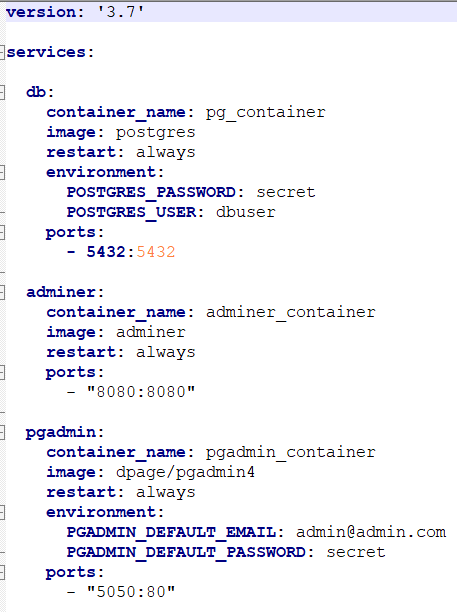 version: '3.7'
services:
db:
container_name: pg_container
image: postgres
restart: always
environment:
POSTGRES_PASSWORD: secret
POSTGRES_USER: dbuser
ports:
- 5432:5432
adminer:
container_name: adminer_container
image: adminer
restart: always
ports:
- "8080:8080"
pgadmin:
container_name: pgadmin_container
image: dpage/pgadmin4
restart: always
environment:
PGADMIN_DEFAULT_EMAIL: admin@admin.com
PGADMIN_DEFAULT_PASSWORD: secret
ports:
- "5050:80"